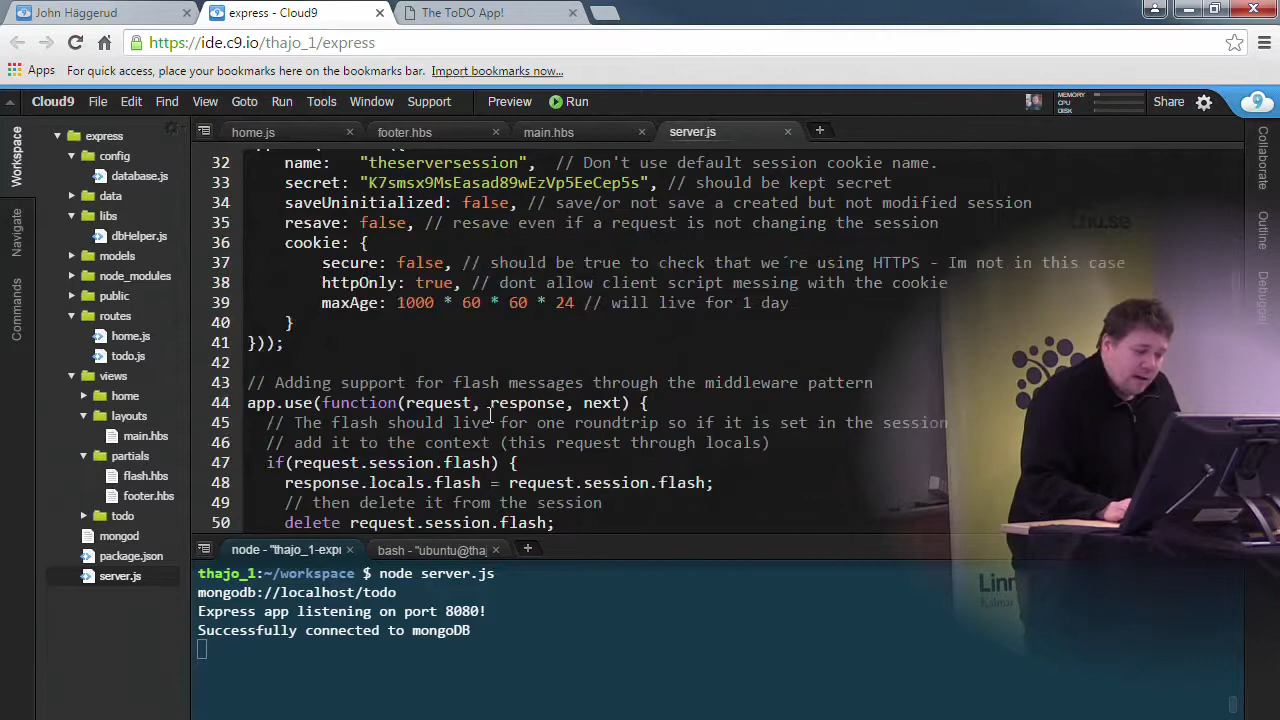 John Häggerud
express - Cloud9
The ToDO App!
https://ide.c9.io/thajo_1/express
Apps
For quick access, place your bookmarks here on the bookmarks bar. Import bookmarks now...
Cloud9 File Edit Find View Goto Run Tools Window Support Preview Run
MEMORY
CPU
DISK
Share
Workspace
Navigate
Commands
express
config
database.js
data
libs
dbHelper.js
models
node_modules
public
routes
home.js
todo.js
views
home
layouts
main.hbs
partials
flash.hbs
footer.hbs
todo
mongod
package.json
server.js
home.js footer.hbs main.hbs server.js
32 name: "theserversession", // Don't use default session cookie name.
33 secret: "K7smsx9MsEasad89wEzVp5EeCep5s", // should be kept secret
34 saveUninitialized: false, // save/or not save a created but not modified session
35 resave: false, // resave even if a request is not changing the session
36 cookie: {
37 secure: false, // should be true to check that we´re using HTTPS - Im not in this case
38 httpOnly: true, // dont allow client script messing with the cookie
39 maxAge: 1000 * 60 * 60 * 24 // will live for 1 day
40 }
41 }));
42
43 // Adding support for flash messages through the middleware pattern
44 app.use(function(request, response, next) {
45 // The flash should live for one roundtrip so if it is set in the session
46 // add it to the context (this request through locals)
47 if(request.session.flash) {
48 response.locals.flash = request.session.flash;
49 // then delete it from the session
50 delete request.session.flash;
node - "thajo_1-expr
bash - "ubuntu@tha
thajo_1:~/workspace $ node server.js
mongodb://localhost/todo
Express app listening on port 8080!
Successfully connected to mongoDB
Collaborate
Outline
Debugger
Lnu.se
Linn
Kalmar